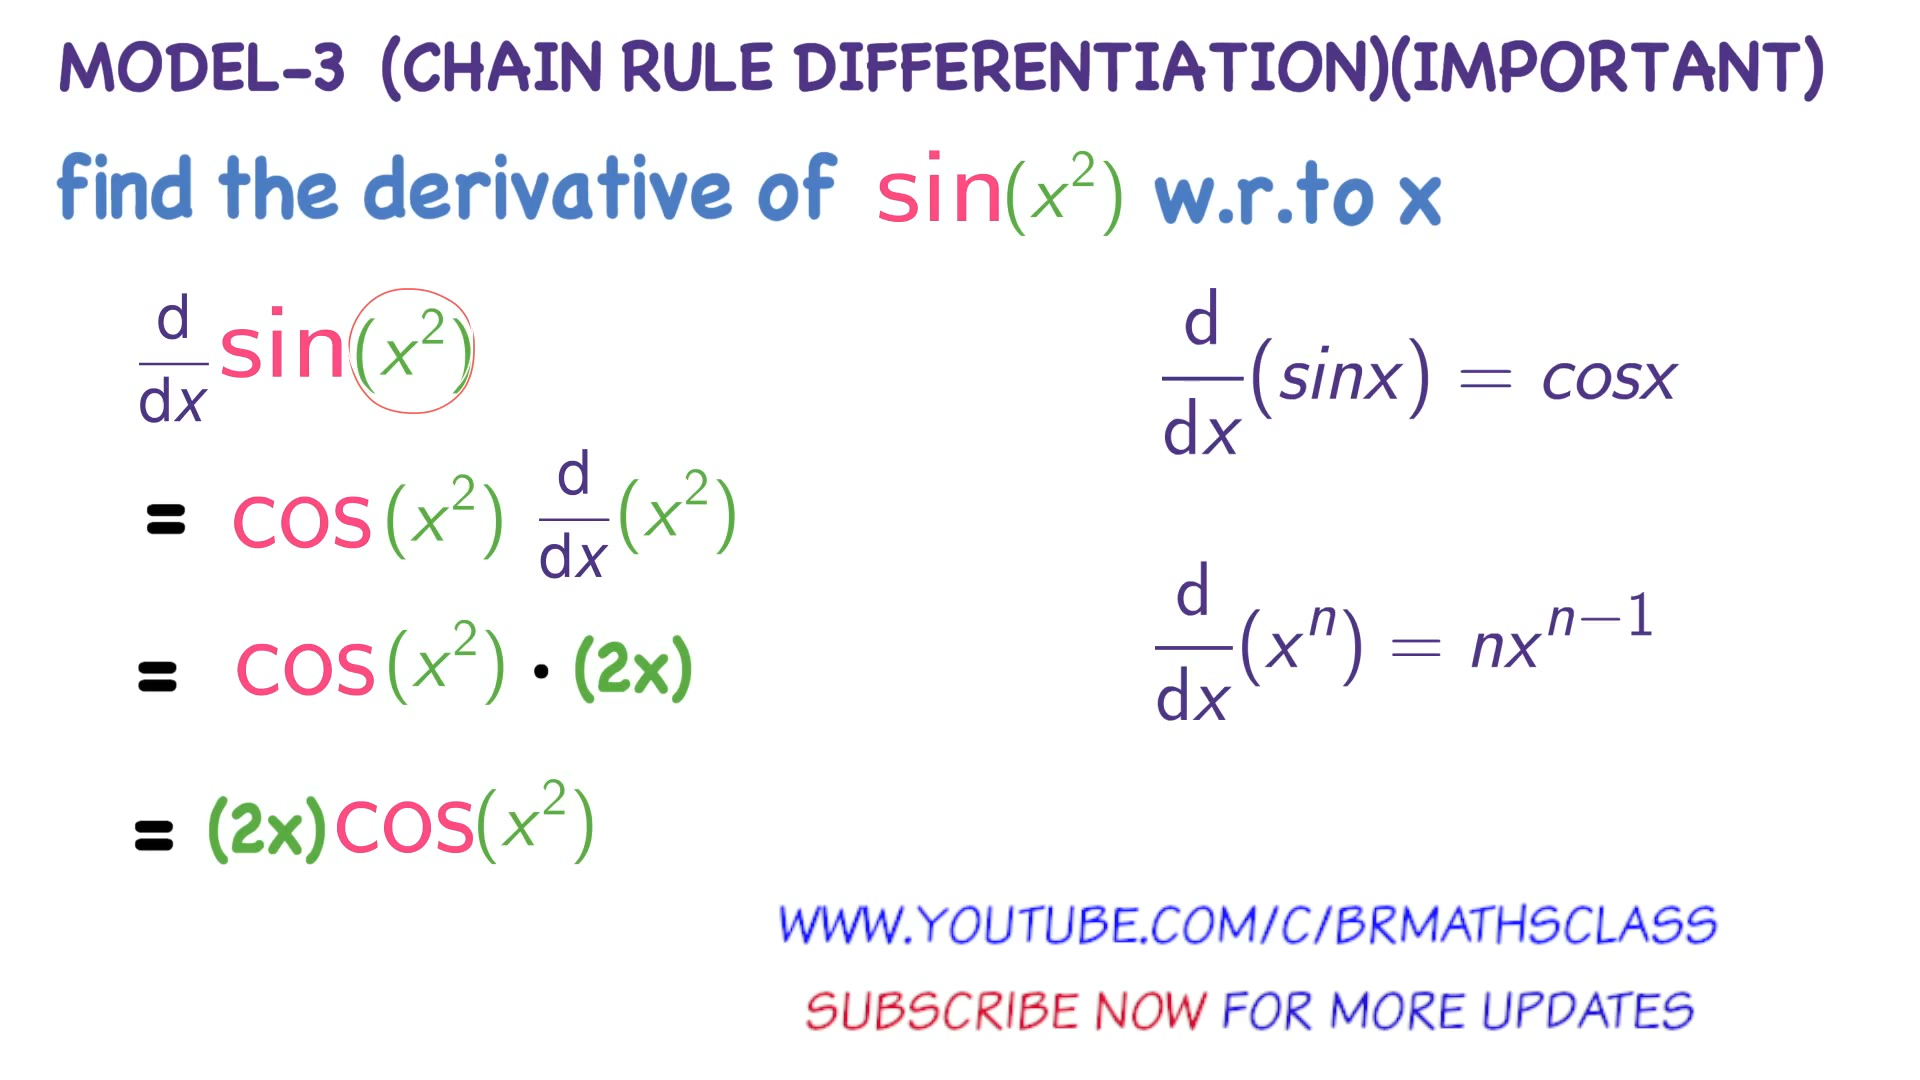 MODEL-3 (CHAIN RULE DIFFERENTIATION)(IMPORTANT)
find the derivative of sin(x²) w.r.to x
d/dx sin(x²)
= cos(x²) d/dx(x²)
= cos(x²) · (2x)
= (2x)cos(x²)
d/dx(sinx) = cosx
d/dx(xⁿ) = nxⁿ⁻¹
WWW.YOUTUBE.COM/C/BRMATHSCLASS
SUBSCRIBE NOW FOR MORE UPDATES